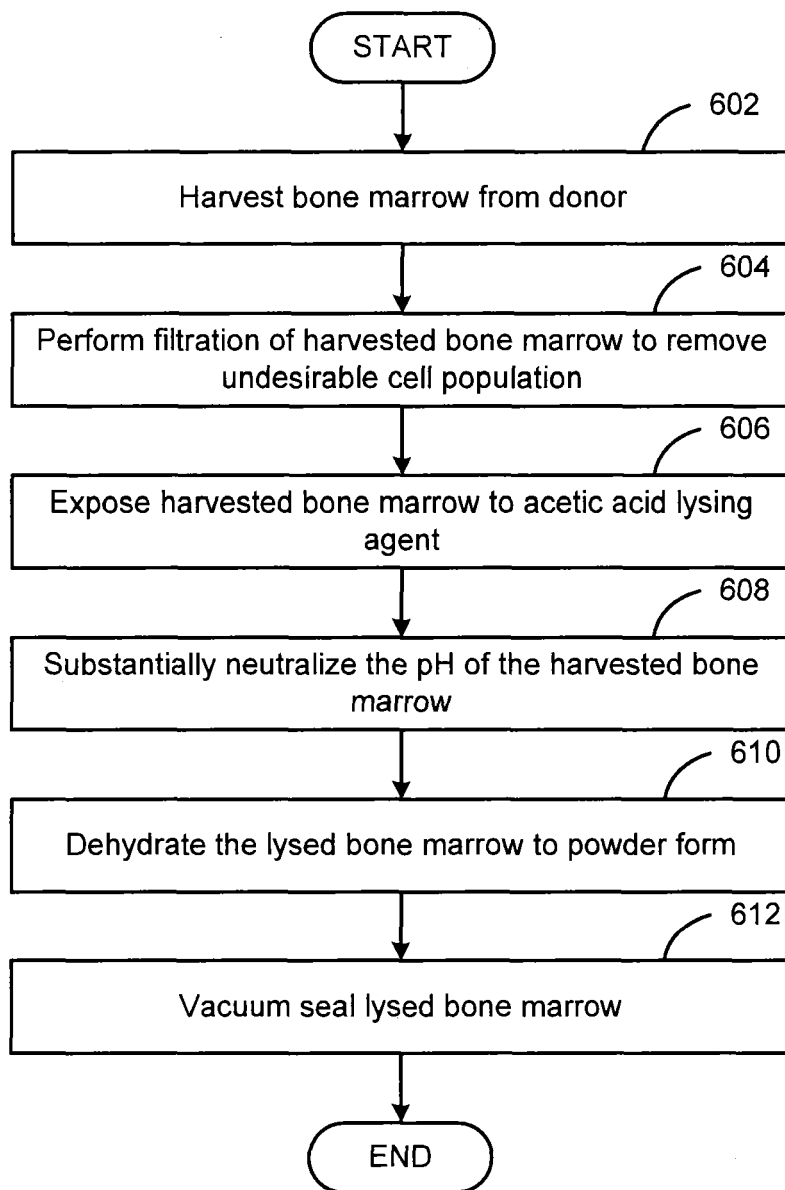 START
602
Harvest bone marrow from donor
604
Perform filtration of harvested bone marrow to remove
undesirable cell population
606
Expose harvested bone marrow to acetic acid lysing
agent
608
Substantially neutralize the pH of the harvested bone
marrow
610
Dehydrate the lysed bone marrow to powder form
612
Vacuum seal lysed bone marrow
END